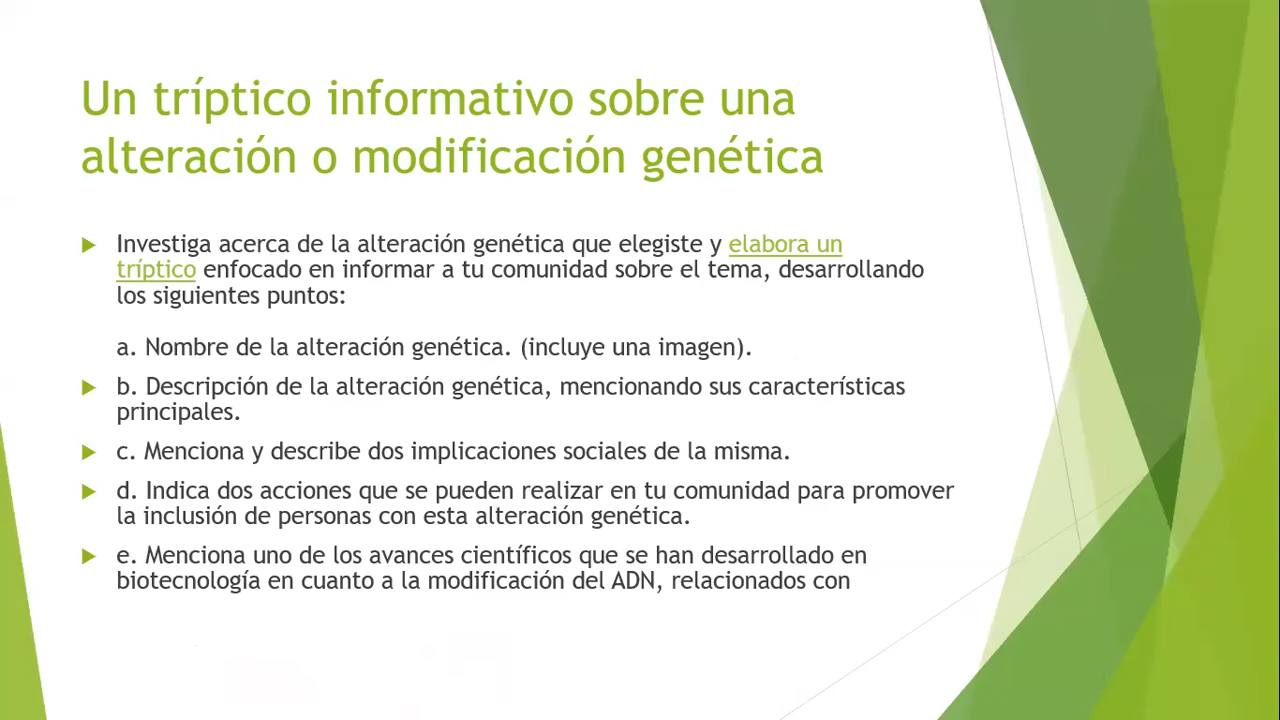 Un tríptico informativo sobre una
alteración o modificación genética
Investiga acerca de la alteración genética que elegiste y elabora un
tríptico enfocado en informar a tu comunidad sobre el tema, desarrollando
los siguientes puntos:
a. Nombre de la alteración genética. (incluye una imagen).
b. Descripción de la alteración genética, mencionando sus características
principales.
c. Menciona y describe dos implicaciones sociales de la misma.
d. Indica dos acciones que se pueden realizar en tu comunidad para promover
la inclusión de personas con esta alteración genética.
e. Menciona uno de los avances científicos que se han desarrollado en
biotecnología en cuanto a la modificación del ADN, relacionados con